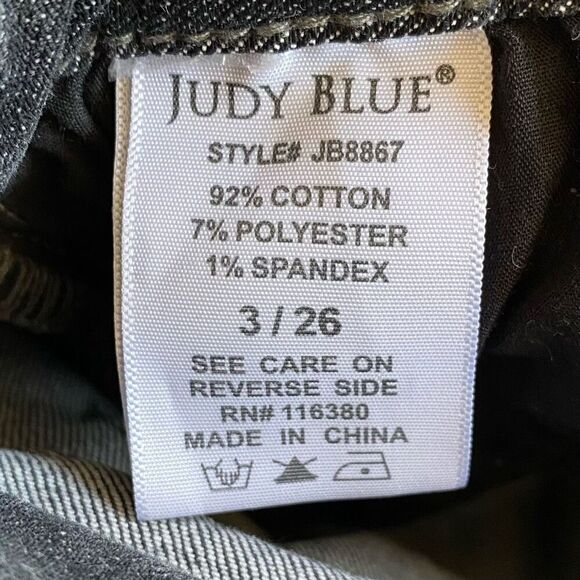 JUDY BLUE®
STYLE# JB8867
92% COTTON
7% POLYESTER
1% SPANDEX
3 / 26
SEE CARE ON
REVERSE SIDE
RN# 116380
MADE IN CHINA